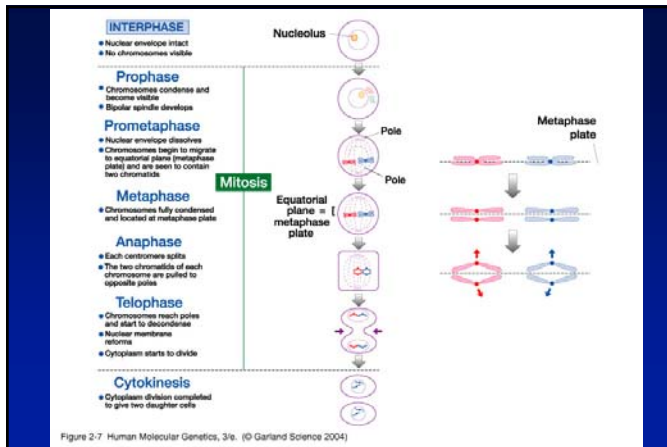 INTERPHASE
• Nuclear envelope intact
• No chromosomes visible
Nucleolus
Prophase
• Chromosomes condense and
become visible
• Bipolar spindle develops
Prometaphase
• Nuclear envelope dissolves
• Chromosomes begin to migrate
to equatorial plane (metaphase
plate) and are seen to contain
two chromatids
Pole
Pole
Mitosis
Metaphase
• Chromosomes fully condensed
and located at metaphase plate
Equatorial
plane =
metaphase
plate
Metaphase
plate
Anaphase
• Each centromere splits
• The two chromatids of each
chromosome are pulled to
opposite poles
Telophase
• Chromosomes reach poles
and start to decondense
• Nuclear membrane
reforms
• Cytoplasm starts to divide
Cytokinesis
• Cytoplasm division completed
to give two daughter cells
Figure 2-7 Human Molecular Genetics, 3/e. (© Garland Science 2004)